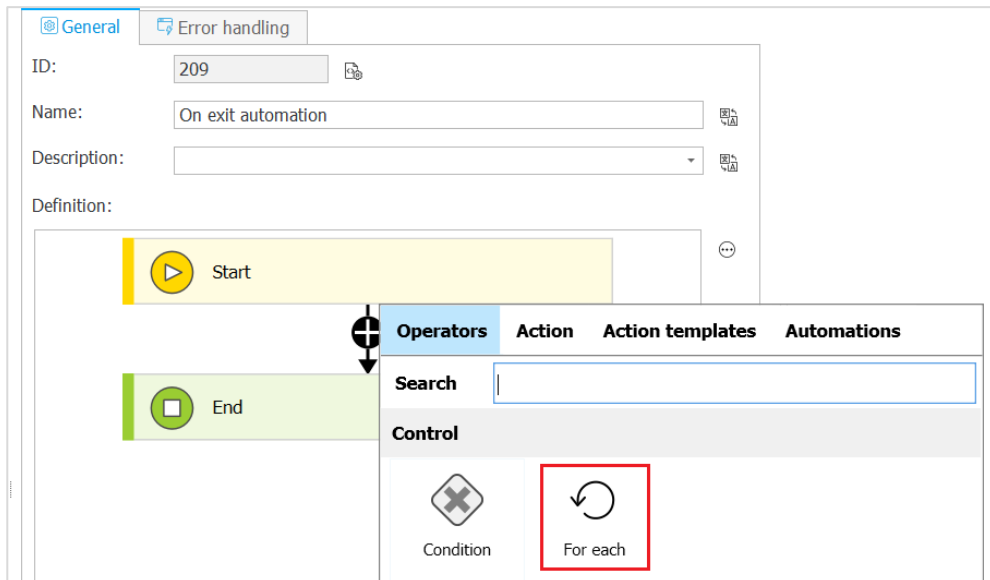 General Error handling
ID: 209
Name: On exit automation
Description:
Definition:
Start
Operators Action Action templates Automations
Search
End
Control
Condition For each